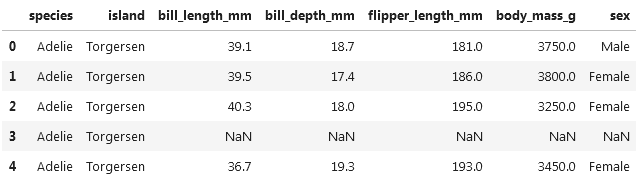 species island bill_length_mm bill_depth_mm flipper_length_mm body_mass_g sex
0 Adelie Torgersen 39.1 18.7 181.0 3750.0 Male
1 Adelie Torgersen 39.5 17.4 186.0 3800.0 Female
2 Adelie Torgersen 40.3 18.0 195.0 3250.0 Female
3 Adelie Torgersen NaN NaN NaN NaN NaN
4 Adelie Torgersen 36.7 19.3 193.0 3450.0 Female